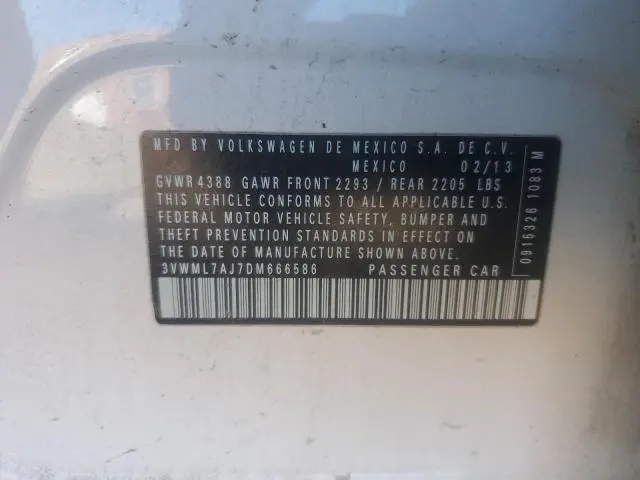 MFD BY VOLKSWAGEN DE MEXICO S.A. DE C.V.
MEXICO 02/13
GVWR 4388 GAWR FRONT 2293 / REAR 2205 LBS
THIS VEHICLE CONFORMS TO ALL APPLICABLE U.S.
FEDERAL MOTOR VEHICLE SAFETY, BUMPER AND
THEFT PREVENTION STANDARDS IN EFFECT ON
THE DATE OF MANUFACTURE SHOWN ABOVE
3VWML7AJ7DM666586 PASSENGER CAR
0915326 1083 M